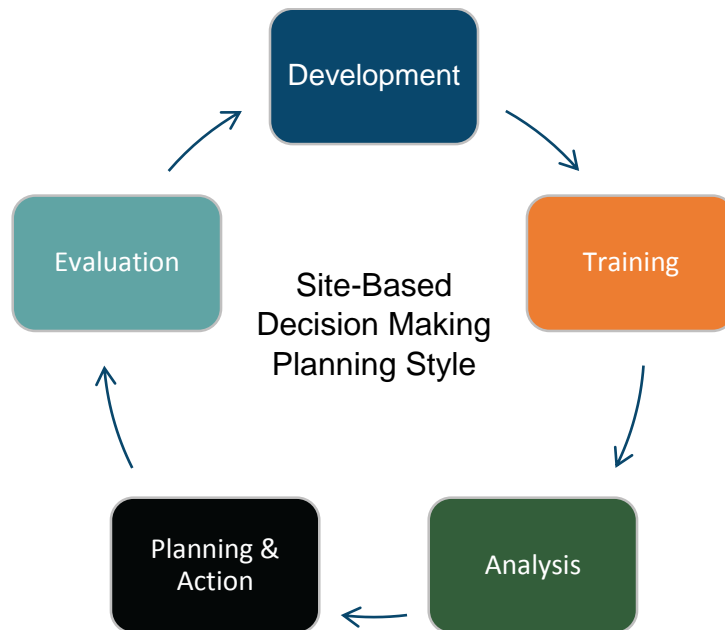 Development
Evaluation
Training
Site-Based
Decision Making
Planning Style
Planning &
Action
Analysis